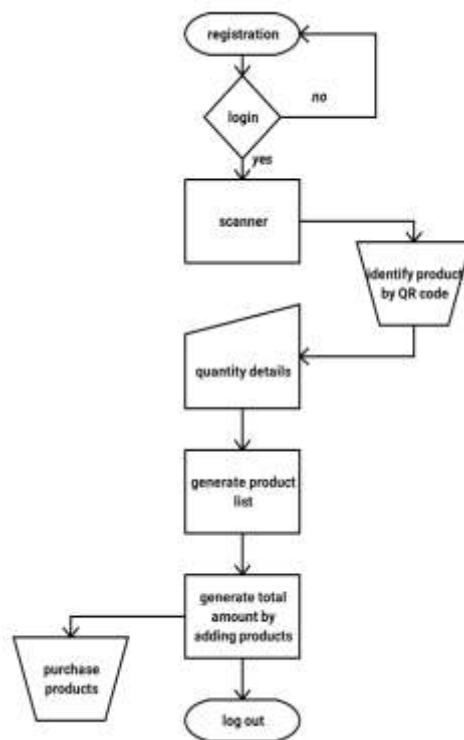 registration
no
login
yes
scanner
identify product
by QR code
quantity details
generate product
list
generate total
amount by
adding products
purchase
products
log out